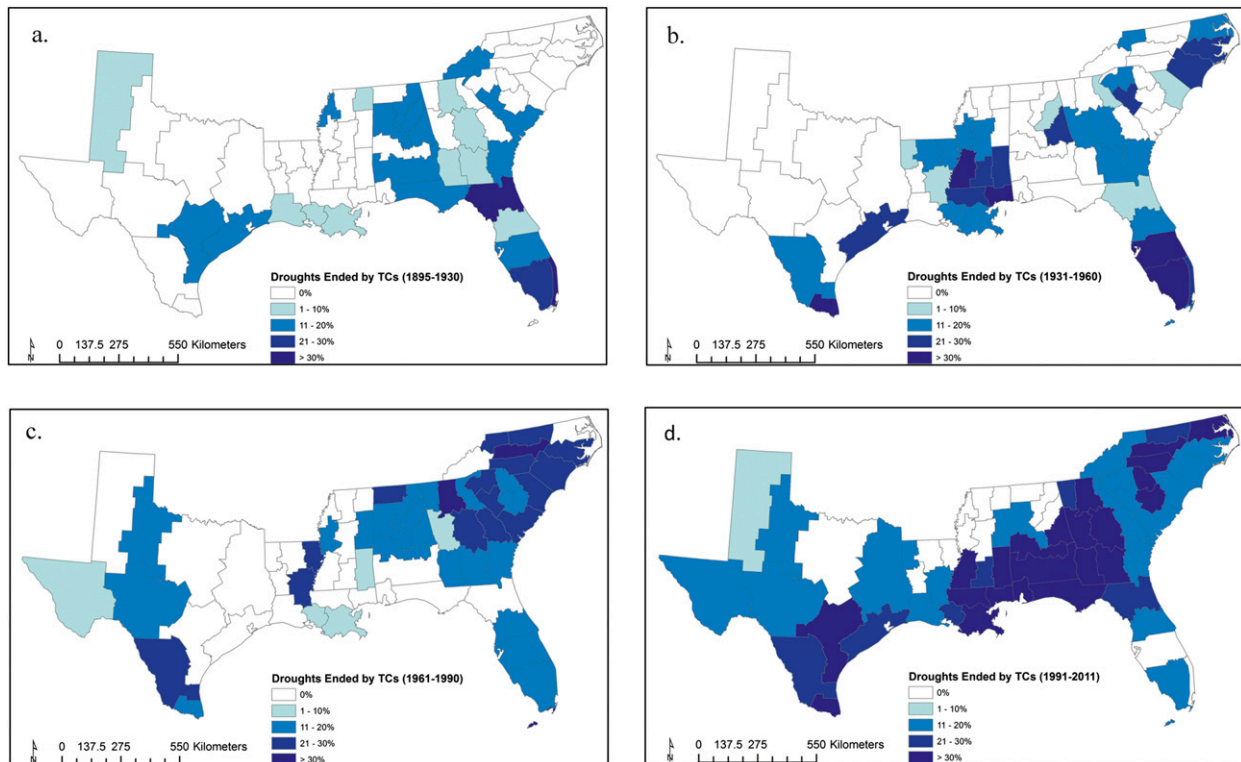 a.
Droughts Ended by TCs (1895-1930)
0%
1 - 10%
11 - 20%
21 - 30%
> 30%
N
0 137.5 275 550 Kilometers
b.
Droughts Ended by TCs (1931-1960)
0%
1 - 10%
11 - 20%
21 - 30%
> 30%
N
0 137.5 275 550 Kilometers
c.
Droughts Ended by TCs (1961-1990)
0%
1 - 10%
11 - 20%
21 - 30%
> 30%
N
0 137.5 275 550 Kilometers
d.
Droughts Ended by TCs (1991-2011)
0%
1 - 10%
11 - 20%
21 - 30%
> 30%
N
0 137.5 275 550 Kilometers